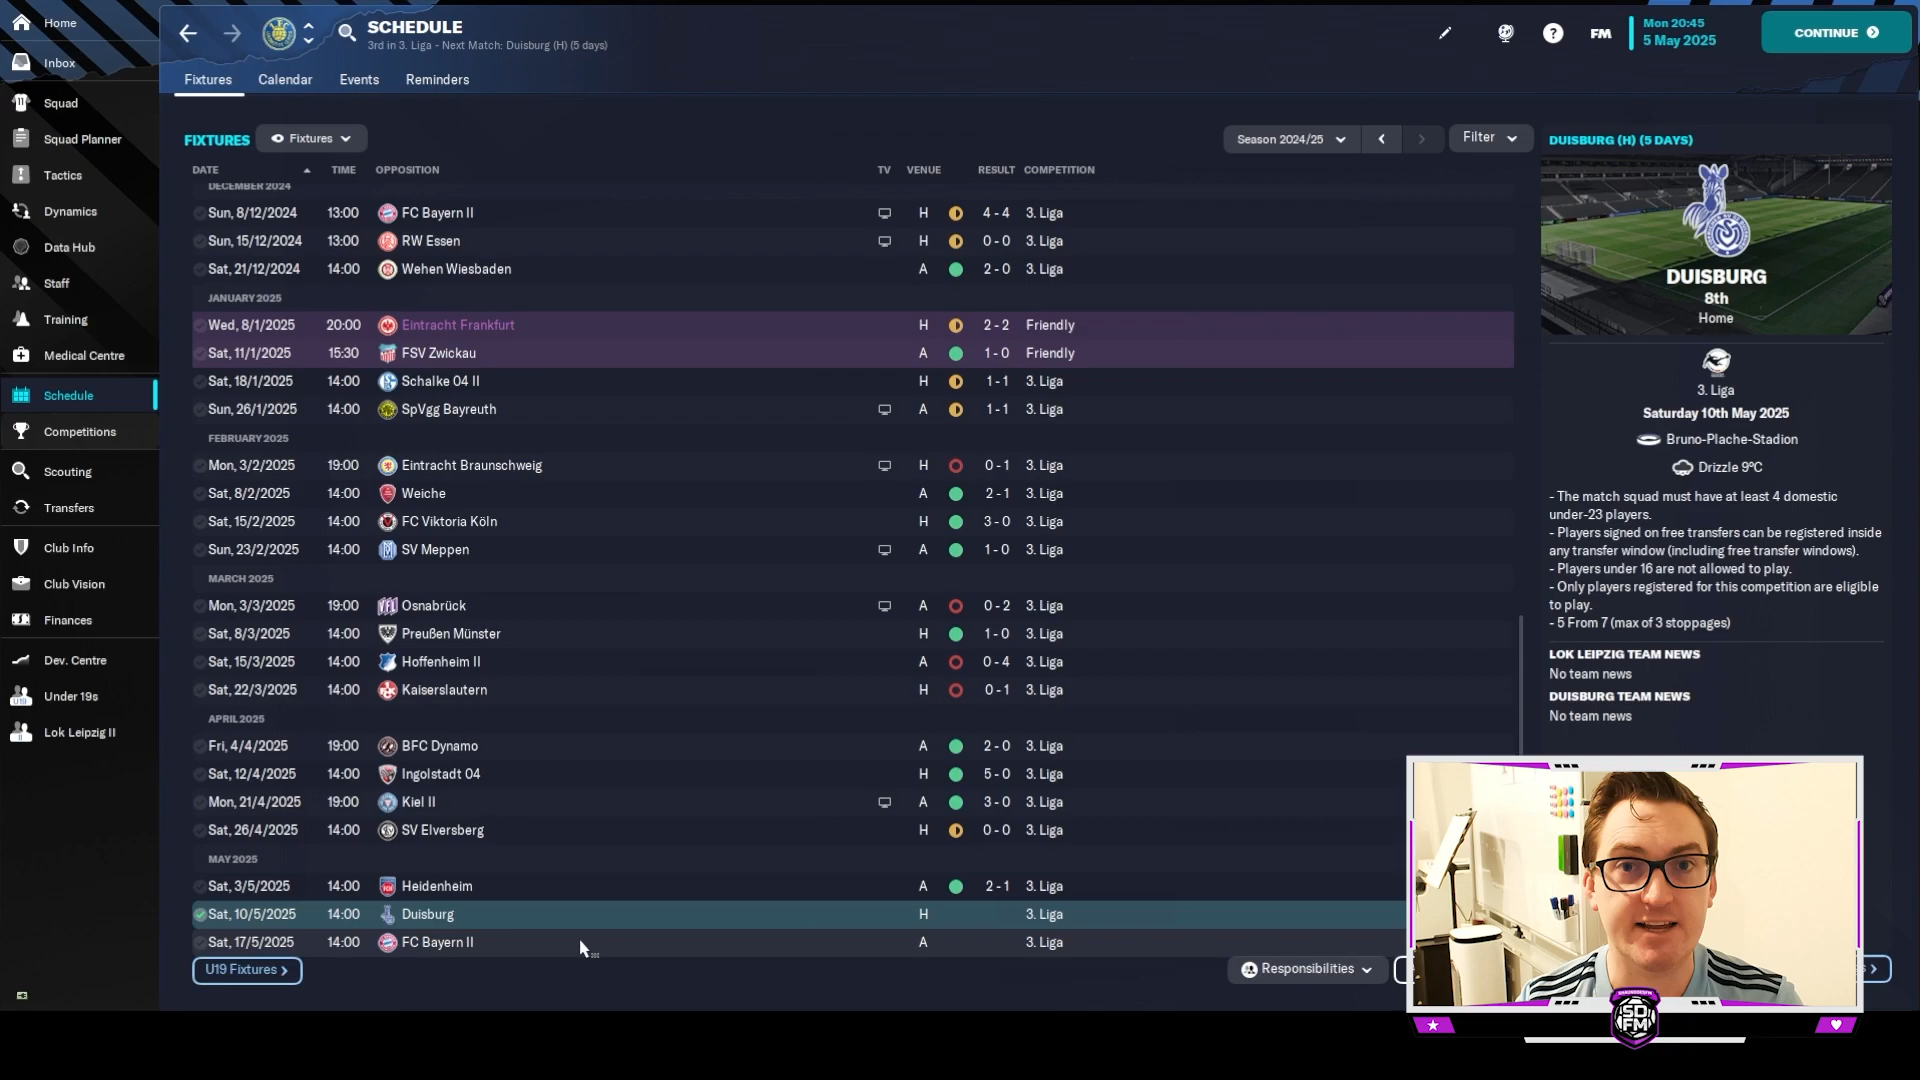 Home
Inbox
Squad
Squad Planner
Tactics
Dynamics
Data Hub
Staff
Training
Medical Centre
Schedule
Competitions
Scouting
Transfers
Club Info
Club Vision
Finances
Dev. Centre
Under 19s
Lok Leipzig II
SCHEDULE
3rd in 3. Liga - Next Match: Duisburg (H) (5 days)
FM
Mon 20:45
5 May 2025
CONTINUE
Fixtures Calendar Events Reminders
FIXTURES Fixtures
Season 2024/25 Filter
DATE TIME OPPOSITION TV VENUE RESULT COMPETITION
DECEMBER 2024
Sun, 8/12/2024 13:00 FC Bayern II H 4 - 4 3. Liga
Sun, 15/12/2024 13:00 RW Essen H 0 - 0 3. Liga
Sat, 21/12/2024 14:00 Wehen Wiesbaden A 2 - 0 3. Liga
JANUARY 2025
Wed, 8/1/2025 20:00 Eintracht Frankfurt H 2 - 2 Friendly
Sat, 11/1/2025 15:30 FSV Zwickau A 1 - 0 Friendly
Sat, 18/1/2025 14:00 Schalke 04 II H 1 - 1 3. Liga
Sun, 26/1/2025 14:00 SpVgg Bayreuth A 1 - 1 3. Liga
FEBRUARY 2025
Mon, 3/2/2025 19:00 Eintracht Braunschweig H 0 - 1 3. Liga
Sat, 8/2/2025 14:00 Weiche A 2 - 1 3. Liga
Sat, 15/2/2025 14:00 FC Viktoria Köln H 3 - 0 3. Liga
Sun, 23/2/2025 14:00 SV Meppen A 1 - 0 3. Liga
MARCH 2025
Mon, 3/3/2025 19:00 Osnabrück A 0 - 2 3. Liga
Sat, 8/3/2025 14:00 Preußen Münster H 1 - 0 3. Liga
Sat, 15/3/2025 14:00 Hoffenheim II A 0 - 4 3. Liga
Sat, 22/3/2025 14:00 Kaiserslautern H 0 - 1 3. Liga
APRIL 2025
Fri, 4/4/2025 19:00 BFC Dynamo A 2 - 0 3. Liga
Sat, 12/4/2025 14:00 Ingolstadt 04 H 5 - 0 3. Liga
Mon, 21/4/2025 19:00 Kiel II A 3 - 0 3. Liga
Sat, 26/4/2025 14:00 SV Elversberg H 0 - 0 3. Liga
MAY 2025
Sat, 3/5/2025 14:00 Heidenheim A 2 - 1 3. Liga
Sat, 10/5/2025 14:00 Duisburg H 3. Liga
Sat, 17/5/2025 14:00 FC Bayern II A 3. Liga
U19 Fixtures
Responsibilities
DUISBURG (H) (5 DAYS)
DUISBURG
8th
Home
3. Liga
Saturday 10th May 2025
Bruno-Plache-Stadion
Drizzle 9°C
- The match squad must have at least 4 domestic
under-23 players.
- Players signed on free transfers can be registered inside
any transfer window (including free transfer windows).
- Players under 16 are not allowed to play.
- Only players registered for this competition are eligible
to play.
- 5 From 7 (max of 3 stoppages)
LOK LEIPZIG TEAM NEWS
No team news
DUISBURG TEAM NEWS
No team news
SD
FM